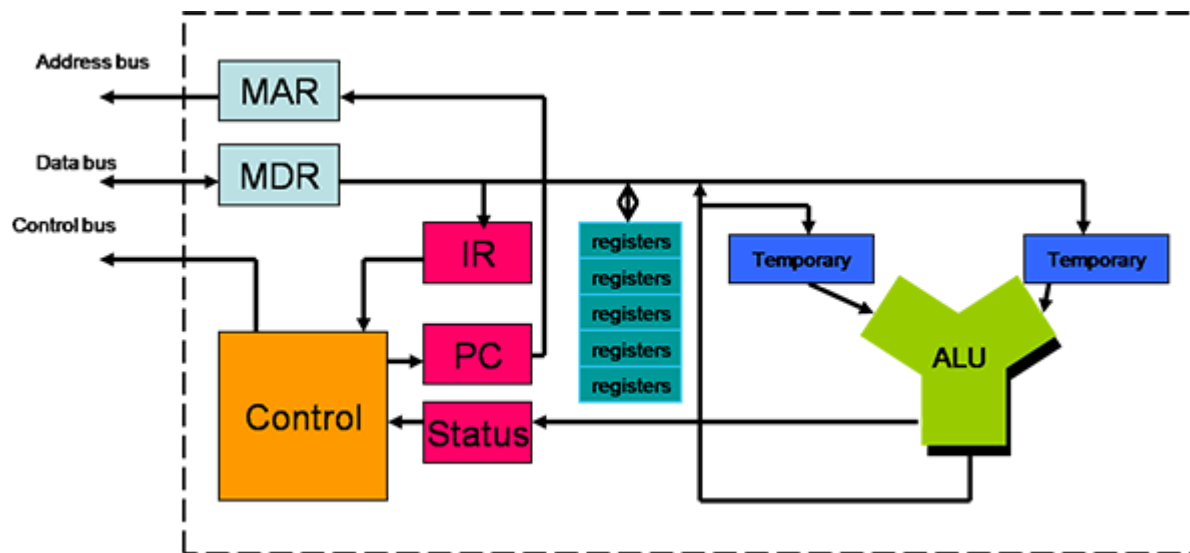 Address bus
MAR
Data bus
MDR
Control bus
IR
registers
registers
registers
registers
registers
Temporary
Temporary
PC
ALU
Control
Status